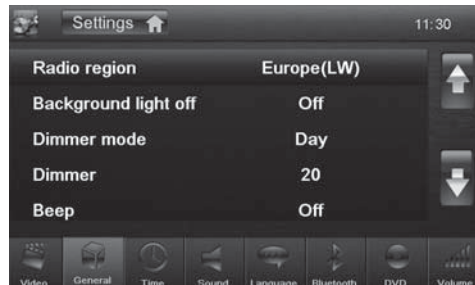 Settings 11:30
Radio region Europe(LW)
Background light off Off
Dimmer mode Day
Dimmer 20
Beep Off
Video General Time Sound Language Bluetooth DVD Volume